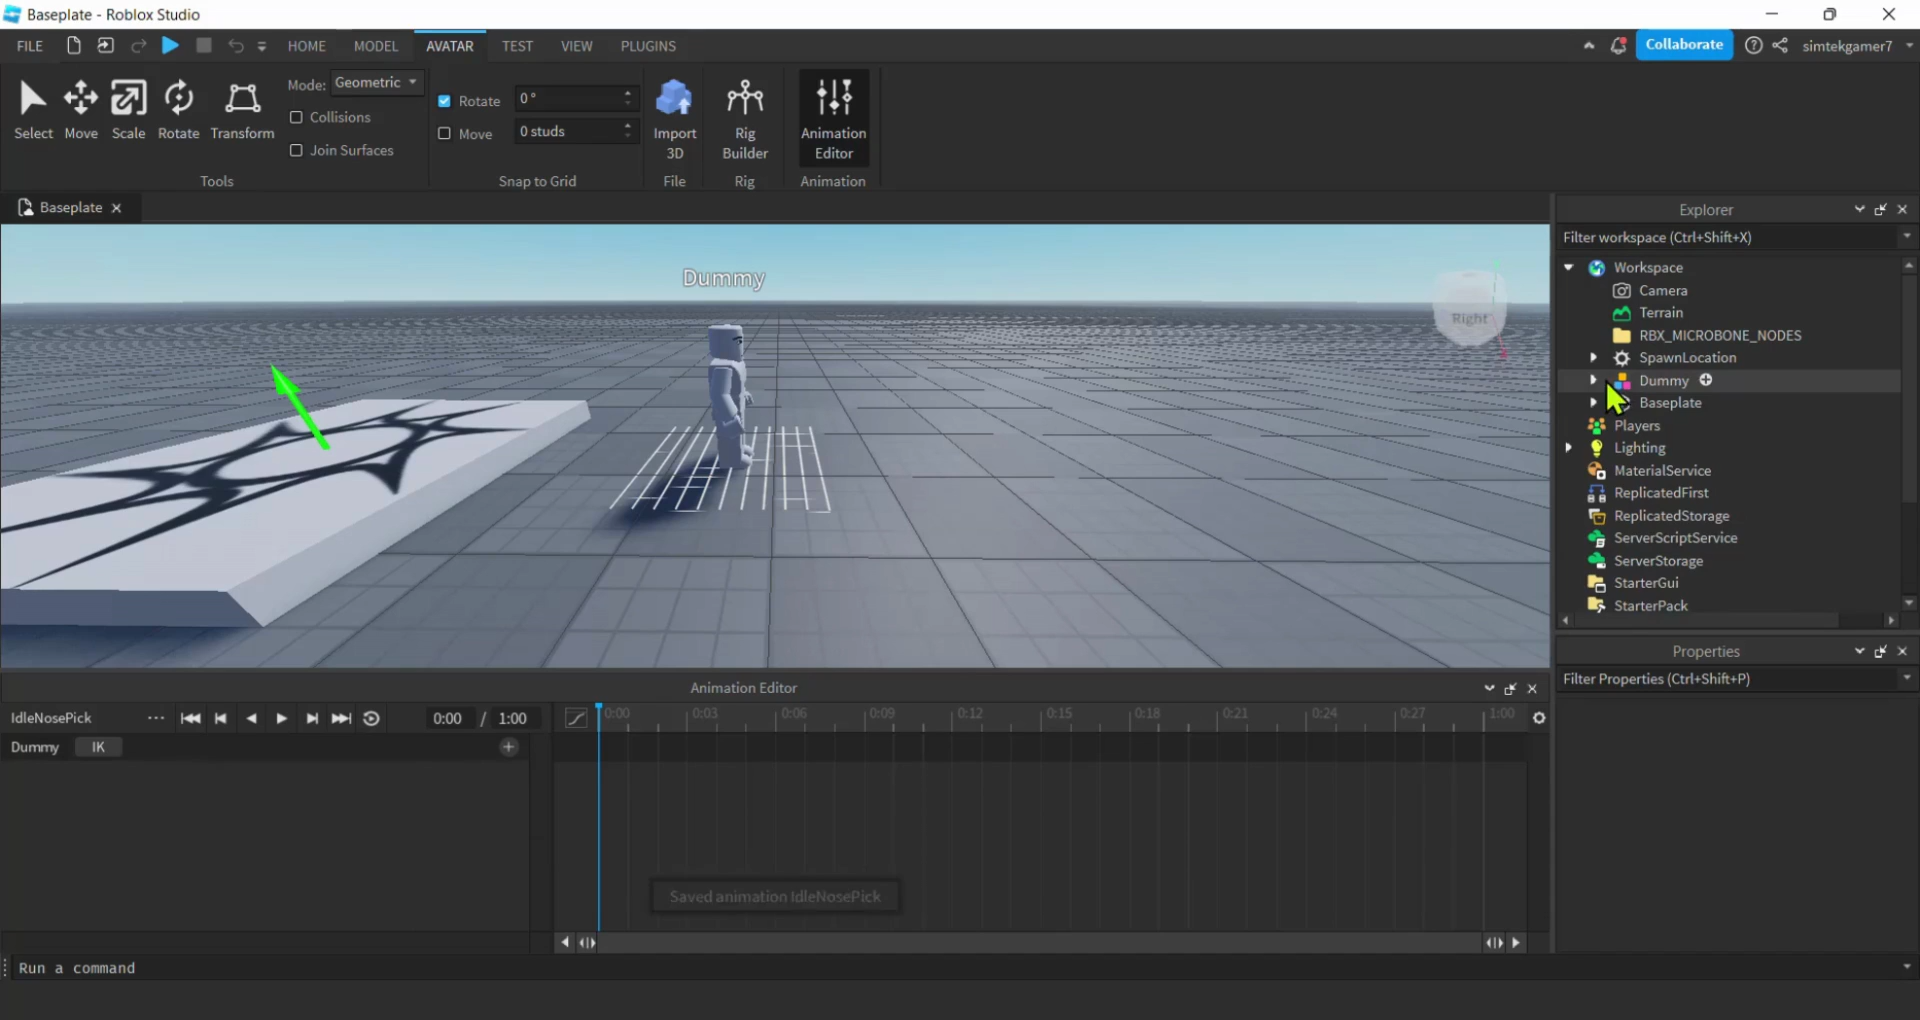 Baseplate - Roblox Studio
FILE HOME MODEL AVATAR TEST VIEW PLUGINS Collaborate simtekgamer7
Select Move Scale Rotate Transform
Mode: Geometric
Collisions
Join Surfaces
Tools
Rotate 0°
Move 0 studs
Snap to Grid
Import
3D
File
Rig
Builder
Rig
Animation
Editor
Animation
Baseplate
Dummy
Right
Explorer
Filter workspace (Ctrl+Shift+X)
Workspace
Camera
Terrain
RBX_MICROBONE_NODES
SpawnLocation
Dummy
Baseplate
Players
Lighting
MaterialService
ReplicatedFirst
ReplicatedStorage
ServerScriptService
ServerStorage
StarterGui
StarterPack
Properties
Filter Properties (Ctrl+Shift+P)
Animation Editor
IdleNosePick ... 0:00 / 1:00
0:00 0:03 0:06 0:09 0:12 0:15 0:18 0:21 0:24 0:27 1:00
Dummy IK
Saved animation IdleNosePick
Run a command